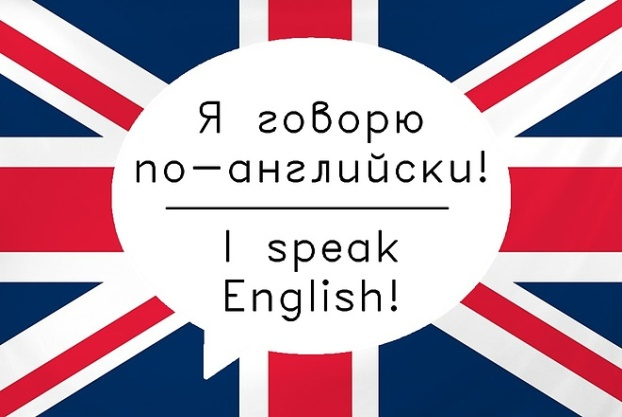 Я говорю
по-английски!
I speak
English!